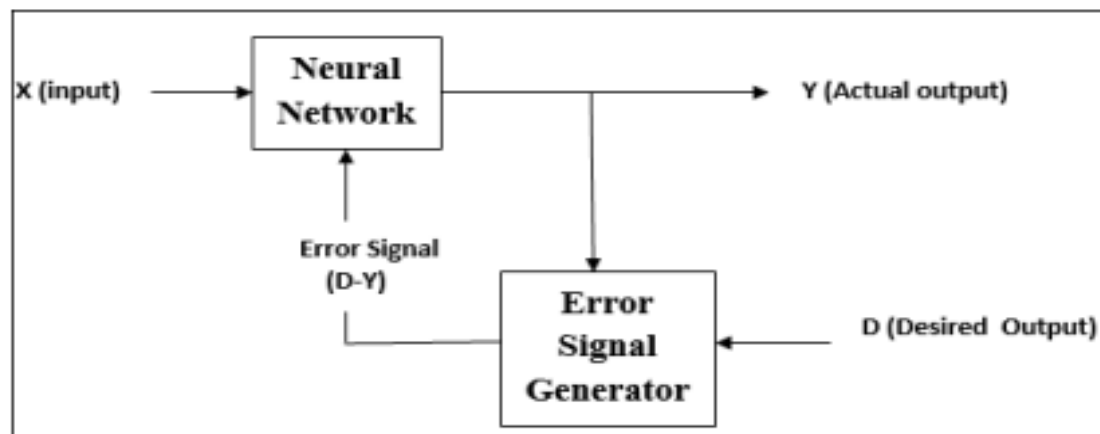 Neural
Network
X (input)
Y (Actual output)
Error Signal
(D-Y)
Error
Signal
Generator
D (Desired Output)